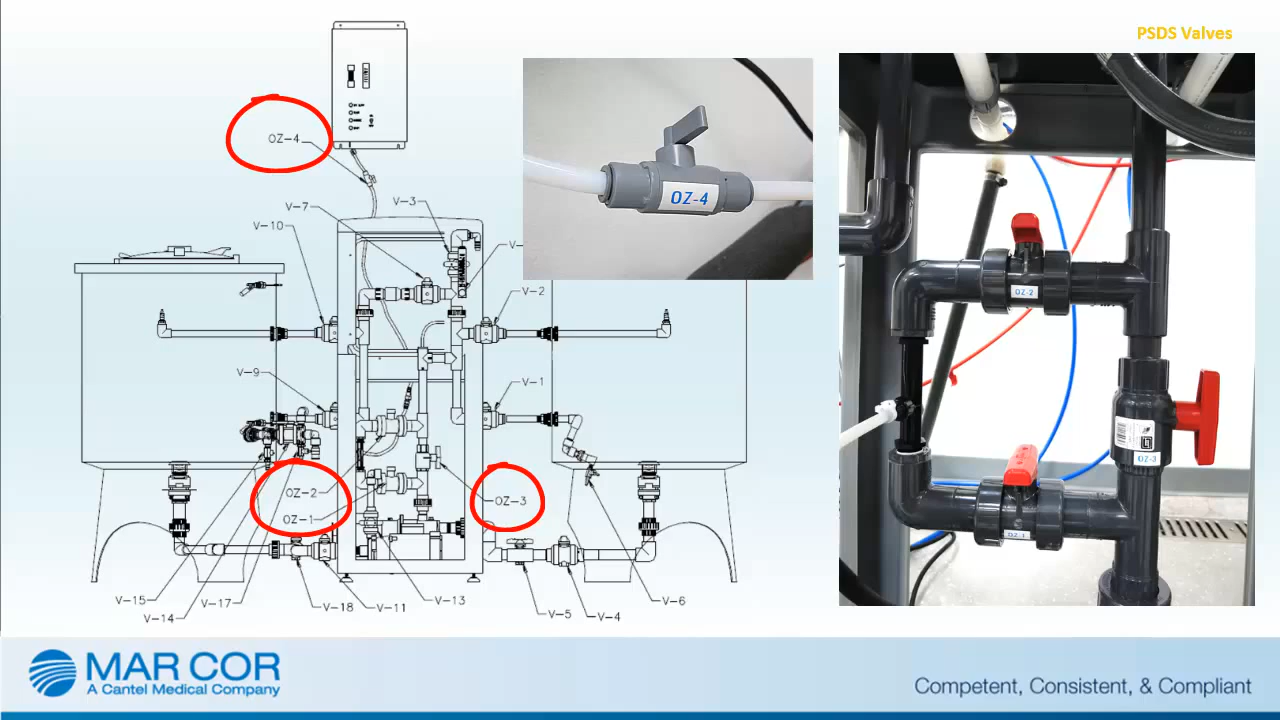 PSDS Valves
OZ-4
V-7
V-3
V-10
V-2
V-9
V-1
OZ-2
OZ-1
OZ-3
V-15
V-14
V-17
V-18
V-11
V-13
V-5
V-4
V-6
OZ-4
OZ-2
OZ-3
OZ-1
MAR COR
A Cantel Medical Company
Competent, Consistent, & Compliant